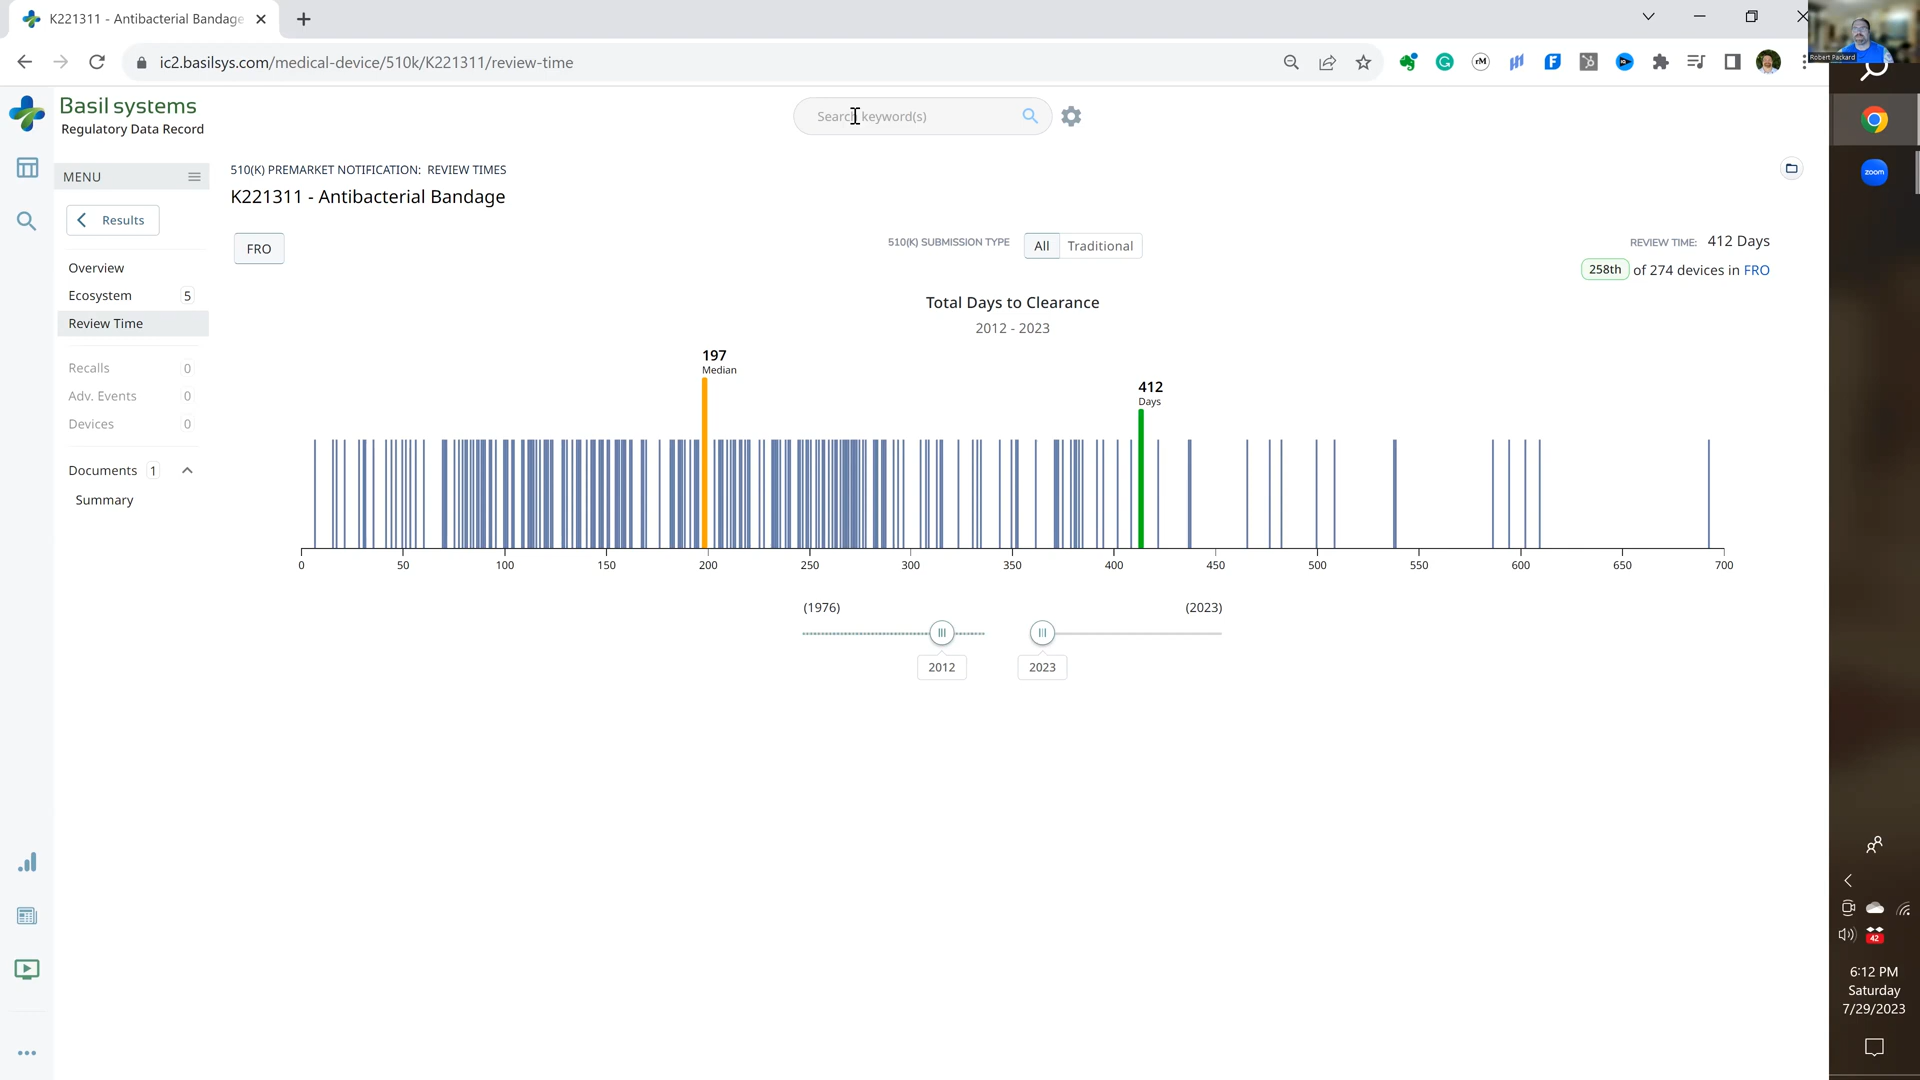 K221311 - Antibacterial Bandage
ic2.basilsys.com/medical-device/510k/K221311/review-time
Robert Packard
Basil systems
Regulatory Data Record
Search keyword(s)
zoom
MENU
510(K) PREMARKET NOTIFICATION: REVIEW TIMES
K221311 - Antibacterial Bandage
Results
FRO
510(K) SUBMISSION TYPE
All
Traditional
REVIEW TIME: 412 Days
258th of 274 devices in FRO
Overview
Ecosystem 5
Review Time
Recalls 0
Adv. Events 0
Devices 0
Documents 1
Summary
Total Days to Clearance
2012 - 2023
197
Median
412
Days
0 50 100 150 200 250 300 350 400 450 500 550 600 650 700
(1976) (2023)
2012 2023
42
6:12 PM
Saturday
7/29/2023